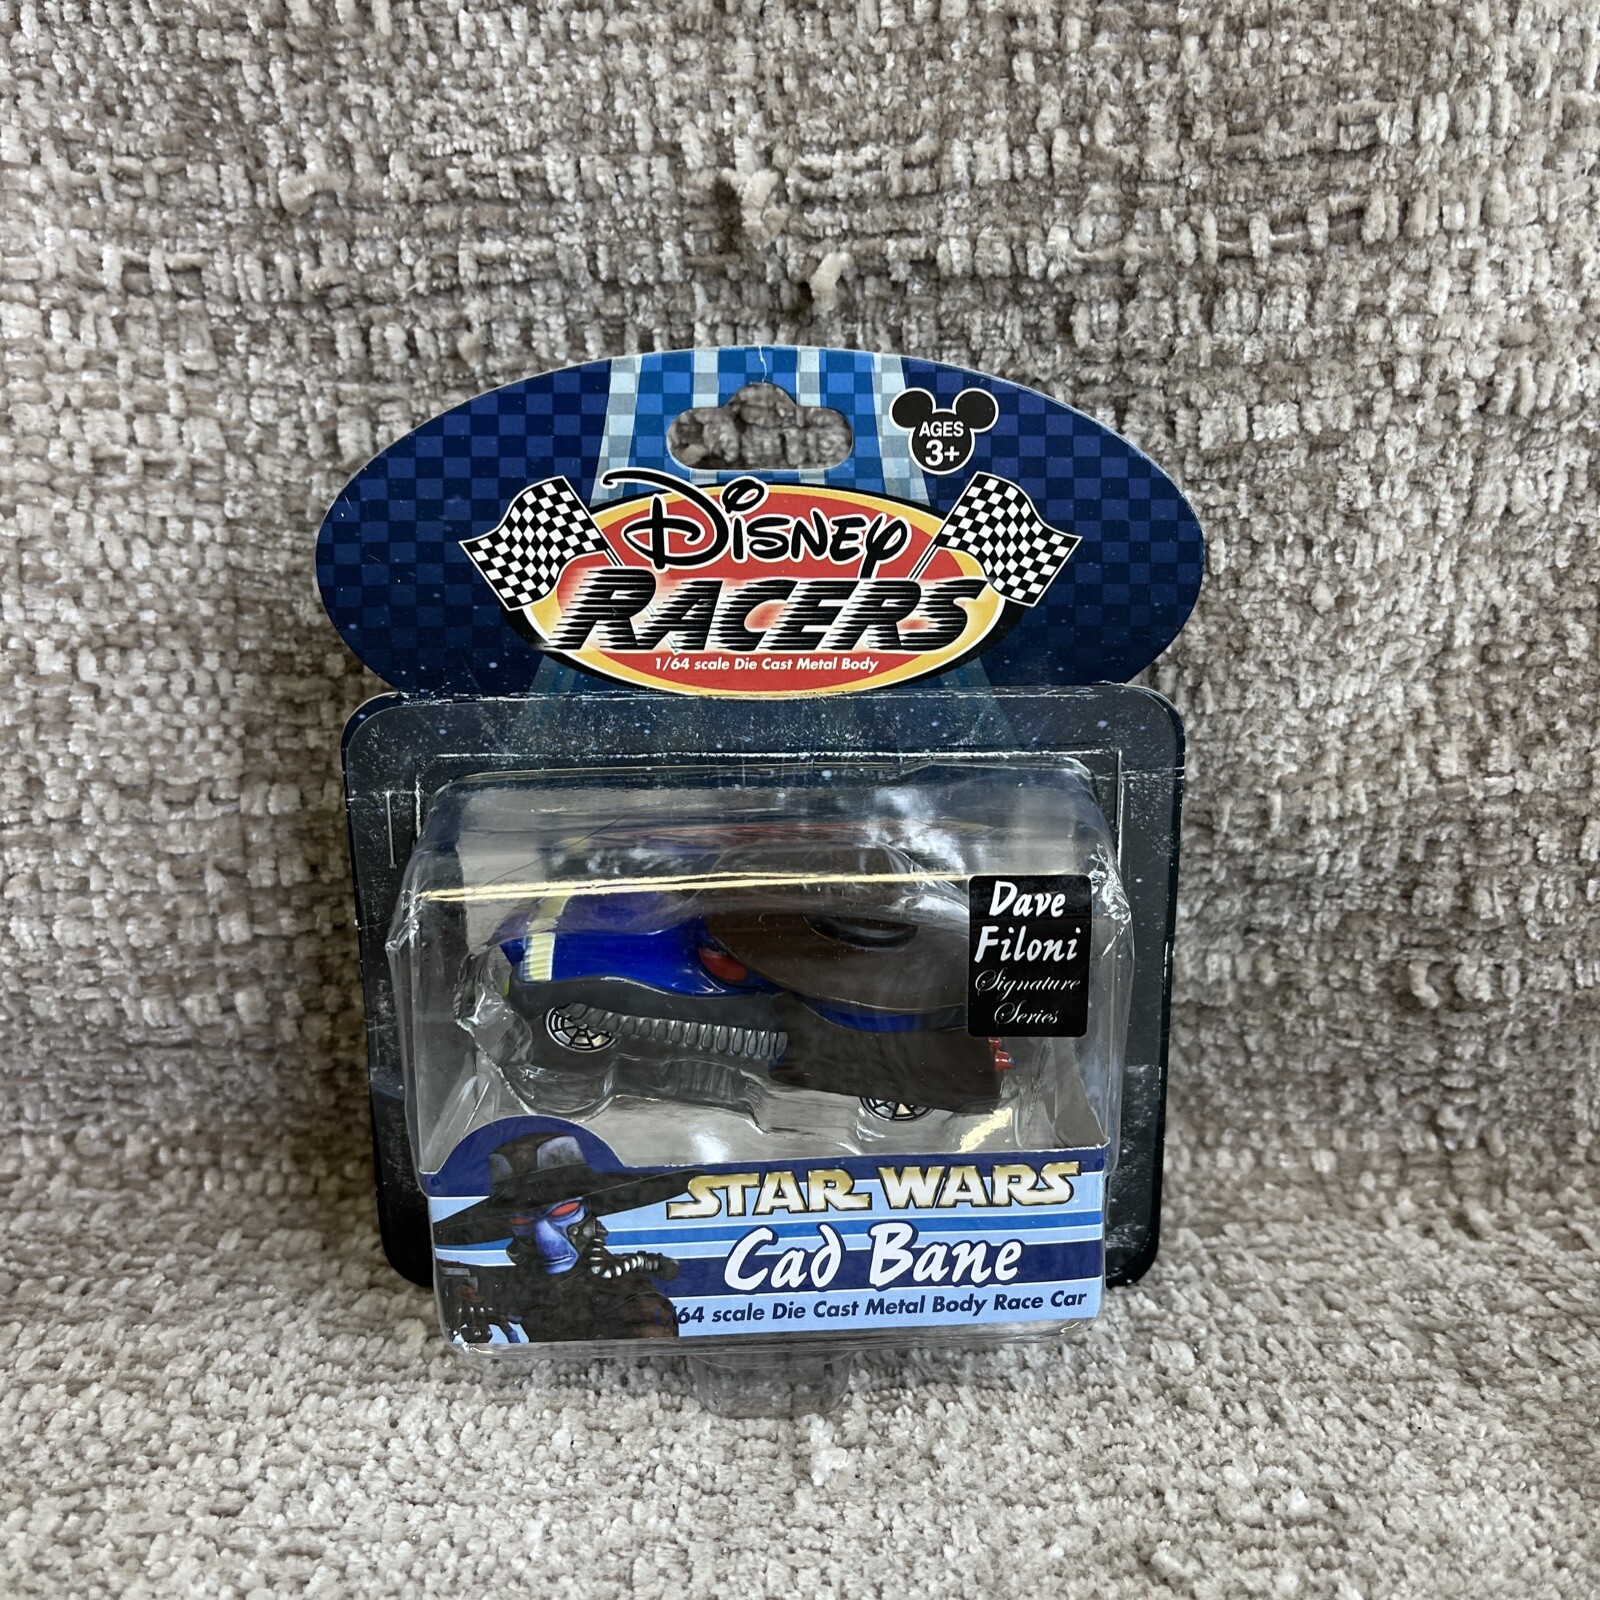 AGES
3+
Disney
RACERS
1/64 scale Die Cast Metal Body
Dave
Filoni
Signature
Series
STAR WARS
Cad Bane
1/64 scale Die Cast Metal Body Race Car